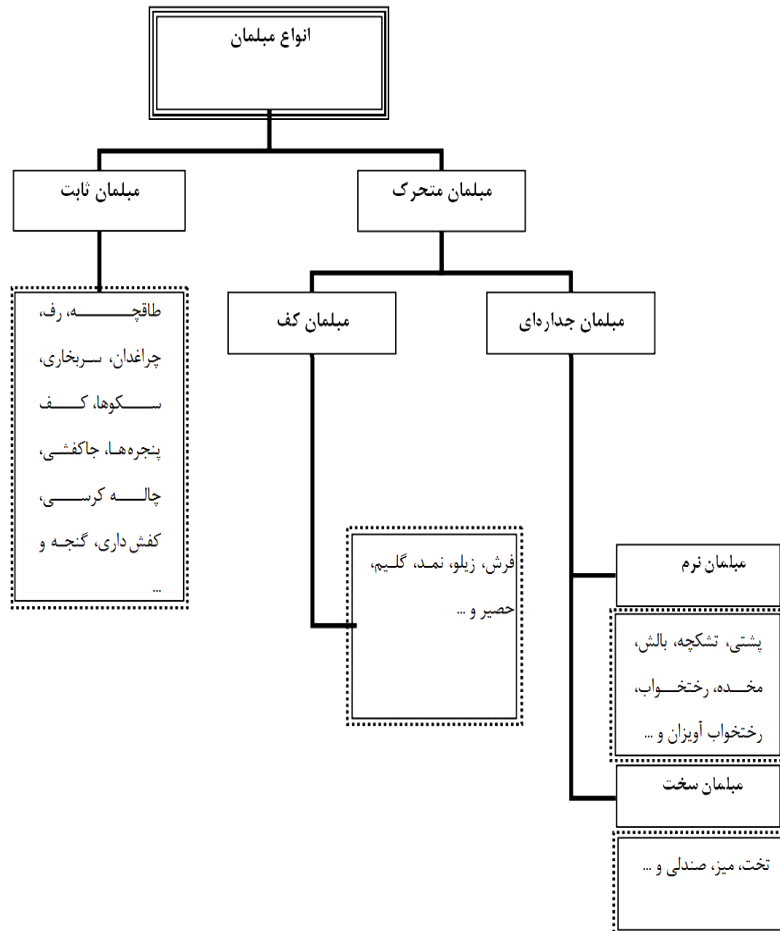 انواع مبلمان
مبلمان متحرک
مبلمان ثابت
مبلمان جداره‌ای
مبلمان کف
طاقچه، رف،
چراغدان، سربخاری،
سکوها، کف
پنجره‌ها، جاکفشی،
چاله کرسی،
کفش‌داری، گنجه و
...
فرش، زیلو، نمد، گلیم،
حصیر و ...
مبلمان نرم
پشتی، تشکچه، بالش،
مخده، رختخواب،
رختخواب آویزان و ...
مبلمان سخت
تخت، میز، صندلی و ...